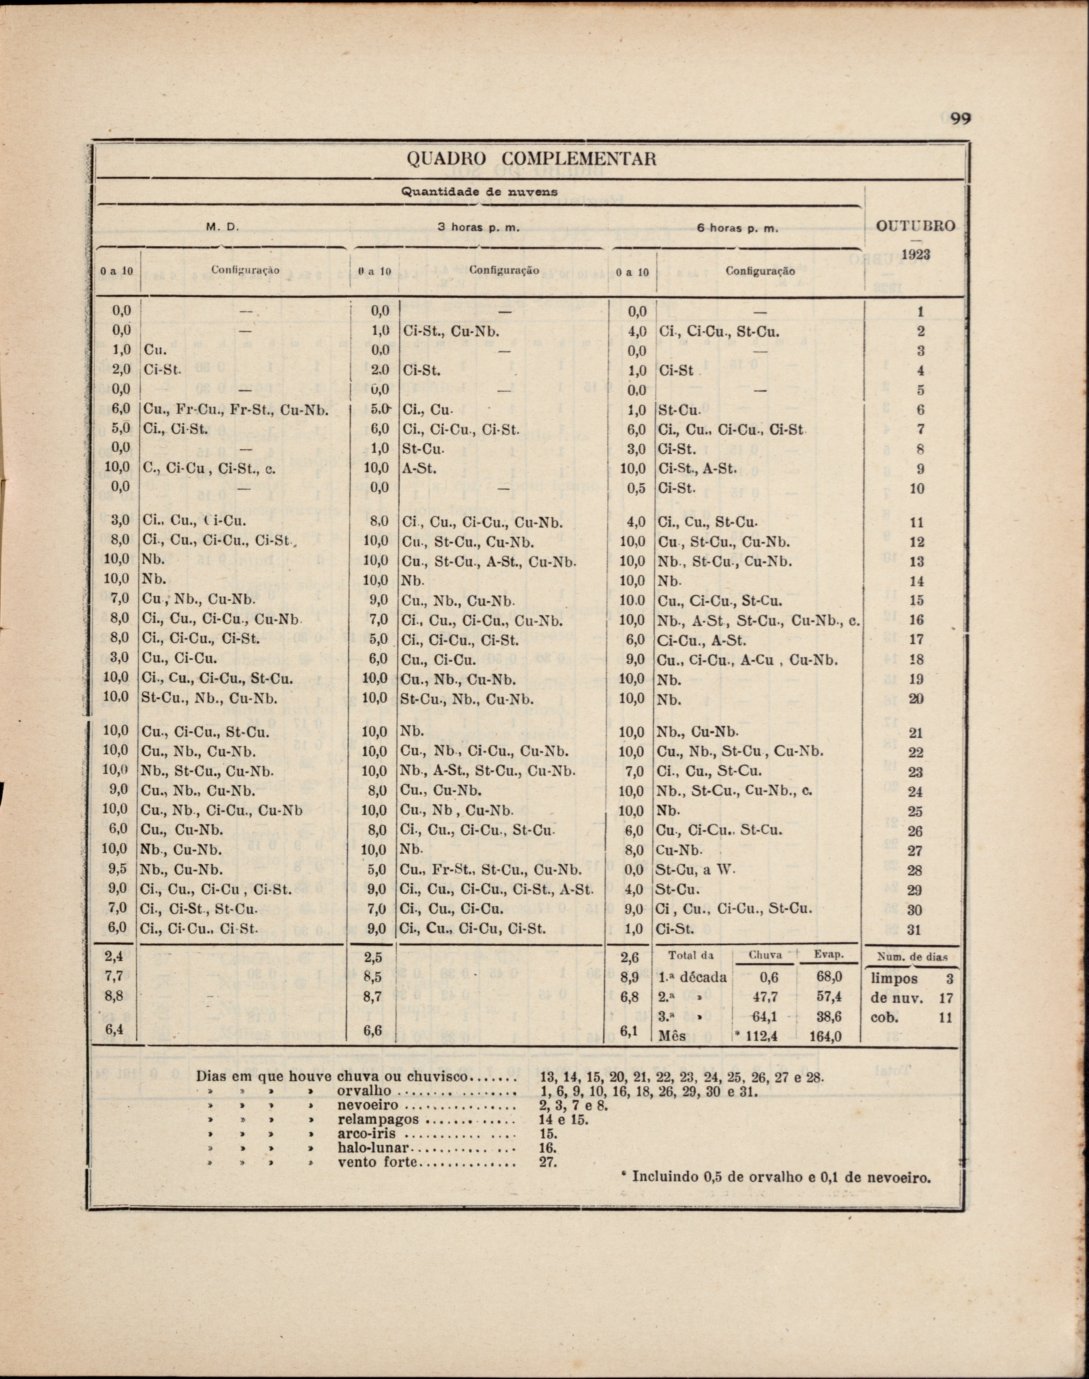 99
QUADRO COMPLEMENTAR
Quantidade de nuvens
M. D. 3 horas p. m. 6 horas p. m. OUTUBRO
1923
0 a 10 Configuração 0 a 10 Configuração 0 a 10 Configuração
0,0 — 0,0 — 0,0 — 1
0,0 — 1,0 Ci-St., Cu-Nb. 4,0 Ci., Ci-Cu., St-Cu. 2
1,0 Cu. 0,0 — 0,0 — 3
2,0 Ci-St. 2.0 Ci-St. 1,0 Ci-St 4
0,0 — 0,0 — 0.0 — 5
6,0 Cu., Fr-Cu., Fr-St., Cu-Nb. 5.0 Ci., Cu. 1,0 St-Cu. 6
5,0 Ci., Ci-St. 6,0 Ci., Ci-Cu., Ci-St. 6,0 Ci., Cu., Ci-Cu., Ci-St 7
0,0 — 1,0 St-Cu. 3,0 Ci-St. 8
10,0 C., Ci-Cu, Ci-St., c. 10,0 A-St. 10,0 Ci-St., A-St. 9
0,0 — 0,0 — 0,5 Ci-St. 10
3,0 Ci., Cu., Ci-Cu. 8,0 Ci., Cu., Ci-Cu., Cu-Nb. 4,0 Ci., Cu., St-Cu. 11
8,0 Ci., Cu., Ci-Cu., Ci-St., 10,0 Cu., St-Cu., Cu-Nb. 10,0 Cu., St-Cu., Cu-Nb. 12
10,0 Nb. 10,0 Cu., St-Cu., A-St., Cu-Nb. 10,0 Nb., St-Cu., Cu-Nb. 13
10,0 Nb. 10,0 Nb. 10,0 Nb. 14
7,0 Cu, Nb., Cu-Nb. 9,0 Cu., Nb., Cu-Nb. 10.0 Cu., Ci-Cu., St-Cu. 15
8,0 Ci., Cu., Ci-Cu., Cu-Nb. 7,0 Ci., Cu., Ci-Cu., Cu-Nb. 10,0 Nb., A-St., St-Cu., Cu-Nb., c. 16
8,0 Ci., Ci-Cu., Ci-St. 5,0 Ci., Ci-Cu., Ci-St. 6,0 Ci-Cu., A-St. 17
3,0 Cu., Ci-Cu. 6,0 Cu., Ci-Cu. 9,0 Cu., Ci-Cu., A-Cu, Cu-Nb. 18
10,0 Ci., Cu., Ci-Cu., St-Cu. 10,0 Cu., Nb., Cu-Nb. 10,0 Nb. 19
10.0 St-Cu., Nb., Cu-Nb. 10,0 St-Cu., Nb., Cu-Nb. 10,0 Nb. 20
10,0 Cu., Ci-Cu., St-Cu. 10,0 Nb. 10,0 Nb., Cu-Nb. 21
10,0 Cu., Nb., Cu-Nb. 10,0 Cu., Nb., Ci-Cu., Cu-Nb. 10,0 Cu., Nb., St-Cu, Cu-Nb. 22
10,0 Nb., St-Cu., Cu-Nb. 10,0 Nb., A-St., St-Cu., Cu-Nb. 7,0 Ci., Cu., St-Cu. 23
9,0 Cu., Nb., Cu-Nb. 8,0 Cu., Cu-Nb. 10,0 Nb., St-Cu., Cu-Nb., c. 24
10,0 Cu., Nb., Ci-Cu., Cu-Nb 10,0 Cu., Nb, Cu-Nb. 10,0 Nb. 25
6,0 Cu., Cu-Nb. 8,0 Ci., Cu., Ci-Cu., St-Cu. 6,0 Cu., Ci-Cu., St-Cu. 26
10,0 Nb., Cu-Nb. 10,0 Nb. 8,0 Cu-Nb. 27
9,5 Nb., Cu-Nb. 5,0 Cu., Fr-St., St-Cu., Cu-Nb. 0,0 St-Cu, a W. 28
9,0 Ci., Cu., Ci-Cu, Ci-St. 9,0 Ci., Cu., Ci-Cu., Ci-St., A-St. 4,0 St-Cu. 29
7,0 Ci., Ci-St., St-Cu. 7,0 Ci., Cu., Ci-Cu. 9,0 Ci, Cu., Ci-Cu., St-Cu. 30
6,0 Ci., Ci-Cu., Ci-St. 9,0 Ci., Cu., Ci-Cu, Ci-St. 1,0 Ci-St. 31
2,4 2,5 2,6 Total da Chuva Evap. Num. de dias
7,7 8,5 8,9 1.ª década 0,6 68,0 limpos 3
8,8 8,7 6,8 2.ª » 47,7 57,4 de nuv. 17
3.ª » 64,1 38,6 cob. 11
6,4 6,6 6,1 Mês * 112,4 164,0
Dias em que houve chuva ou chuvisco....... 13, 14, 15, 20, 21, 22, 23, 24, 25, 26, 27 e 28.
» » » » orvalho ................ 1, 6, 9, 10, 16, 18, 26, 29, 30 e 31.
» » » » nevoeiro ................ 2, 3, 7 e 8.
» » » » relampagos ............. 14 e 15.
» » » » arco-iris ............... 15.
» » » » halo-lunar.............. 16.
» » » » vento forte.............. 27.
* Incluindo 0,5 de orvalho e 0,1 de nevoeiro.